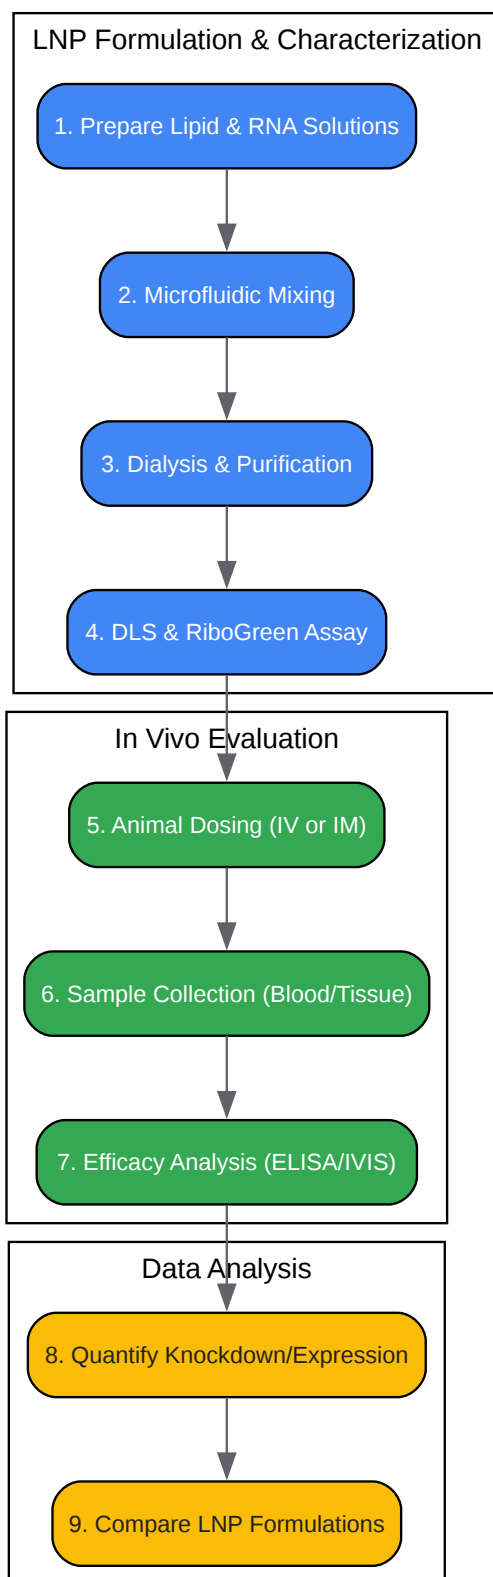 LNP Formulation & Characterization
1. Prepare Lipid & RNA Solutions
2. Microfluidic Mixing
3. Dialysis & Purification
4. DLS & RiboGreen Assay
In Vivo Evaluation
5. Animal Dosing (IV or IM)
6. Sample Collection (Blood/Tissue)
7. Efficacy Analysis (ELISA/IVIS)
Data Analysis
8. Quantify Knockdown/Expression
9. Compare LNP Formulations